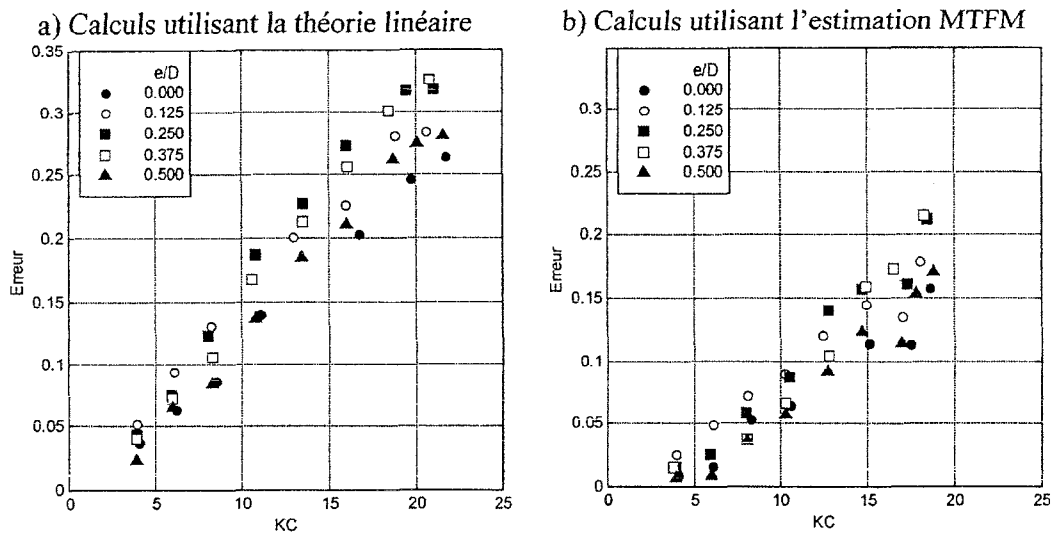 a) Calculs utilisant la théorie linéaire
0.35
0.3
0.25
0.2
0.15
0.1
0.05
0
Erreur
e/D
0.000
0.125
0.250
0.375
0.500
0 5 10 15 20 25
KC
b) Calculs utilisant l'estimation MTFM
0.3
0.25
0.2
0.15
0.1
0.05
0
Erreur
e/D
0.000
0.125
0.250
0.375
0.500
0 5 10 15 20 25
KC